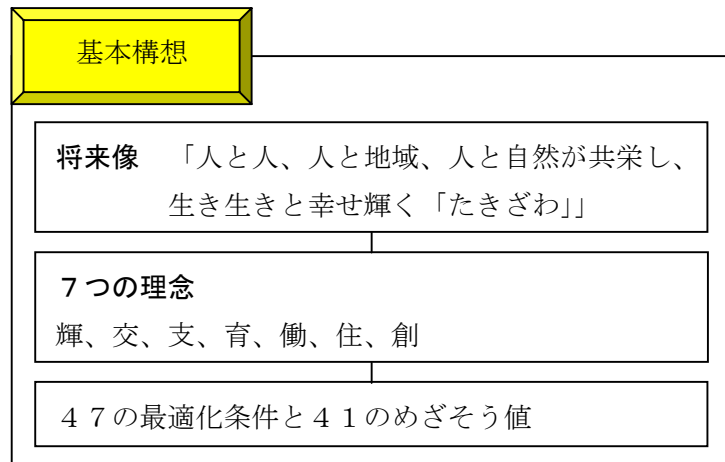 基本構想
将来像　「人と人、人と地域、人と自然が共栄し、
生き生きと幸せ輝く「たきざわ」」
７つの理念
輝、交、支、育、働、住、創
４７の最適化条件と４１のめざそう値